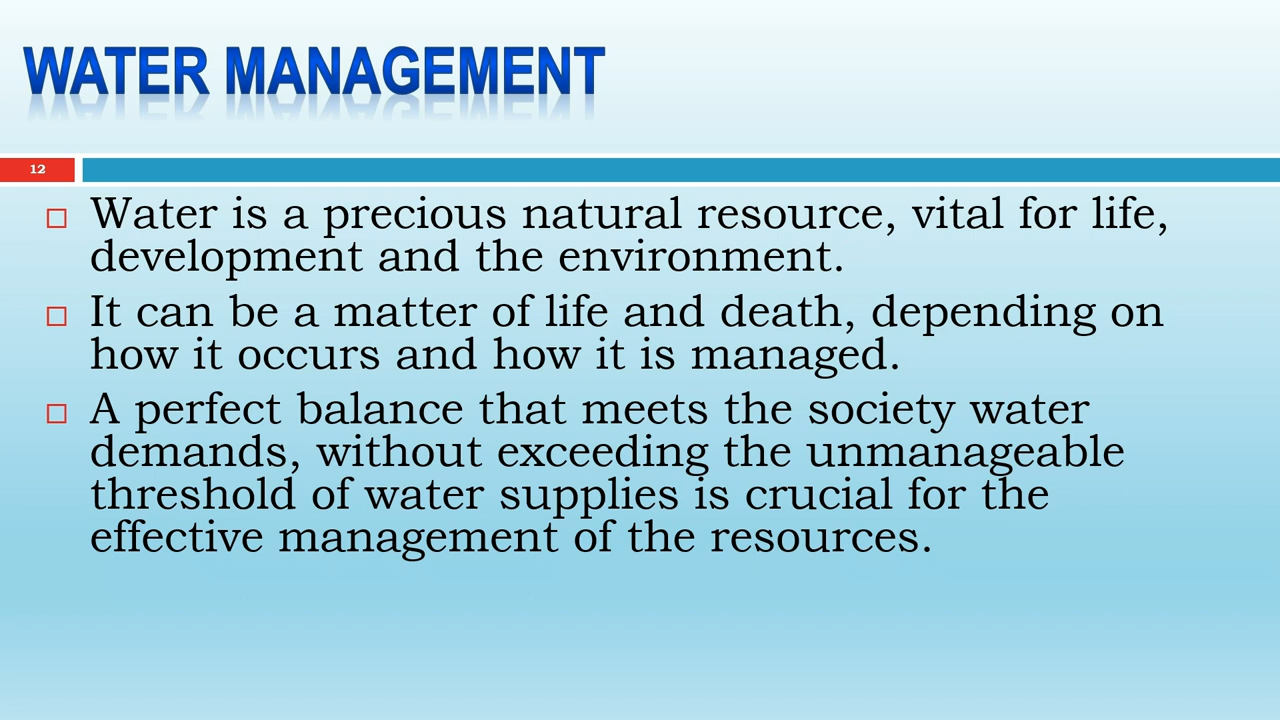 WATER MANAGEMENT
12
Water is a precious natural resource, vital for life,
development and the environment.
It can be a matter of life and death, depending on
how it occurs and how it is managed.
A perfect balance that meets the society water
demands, without exceeding the unmanageable
threshold of water supplies is crucial for the
effective management of the resources.